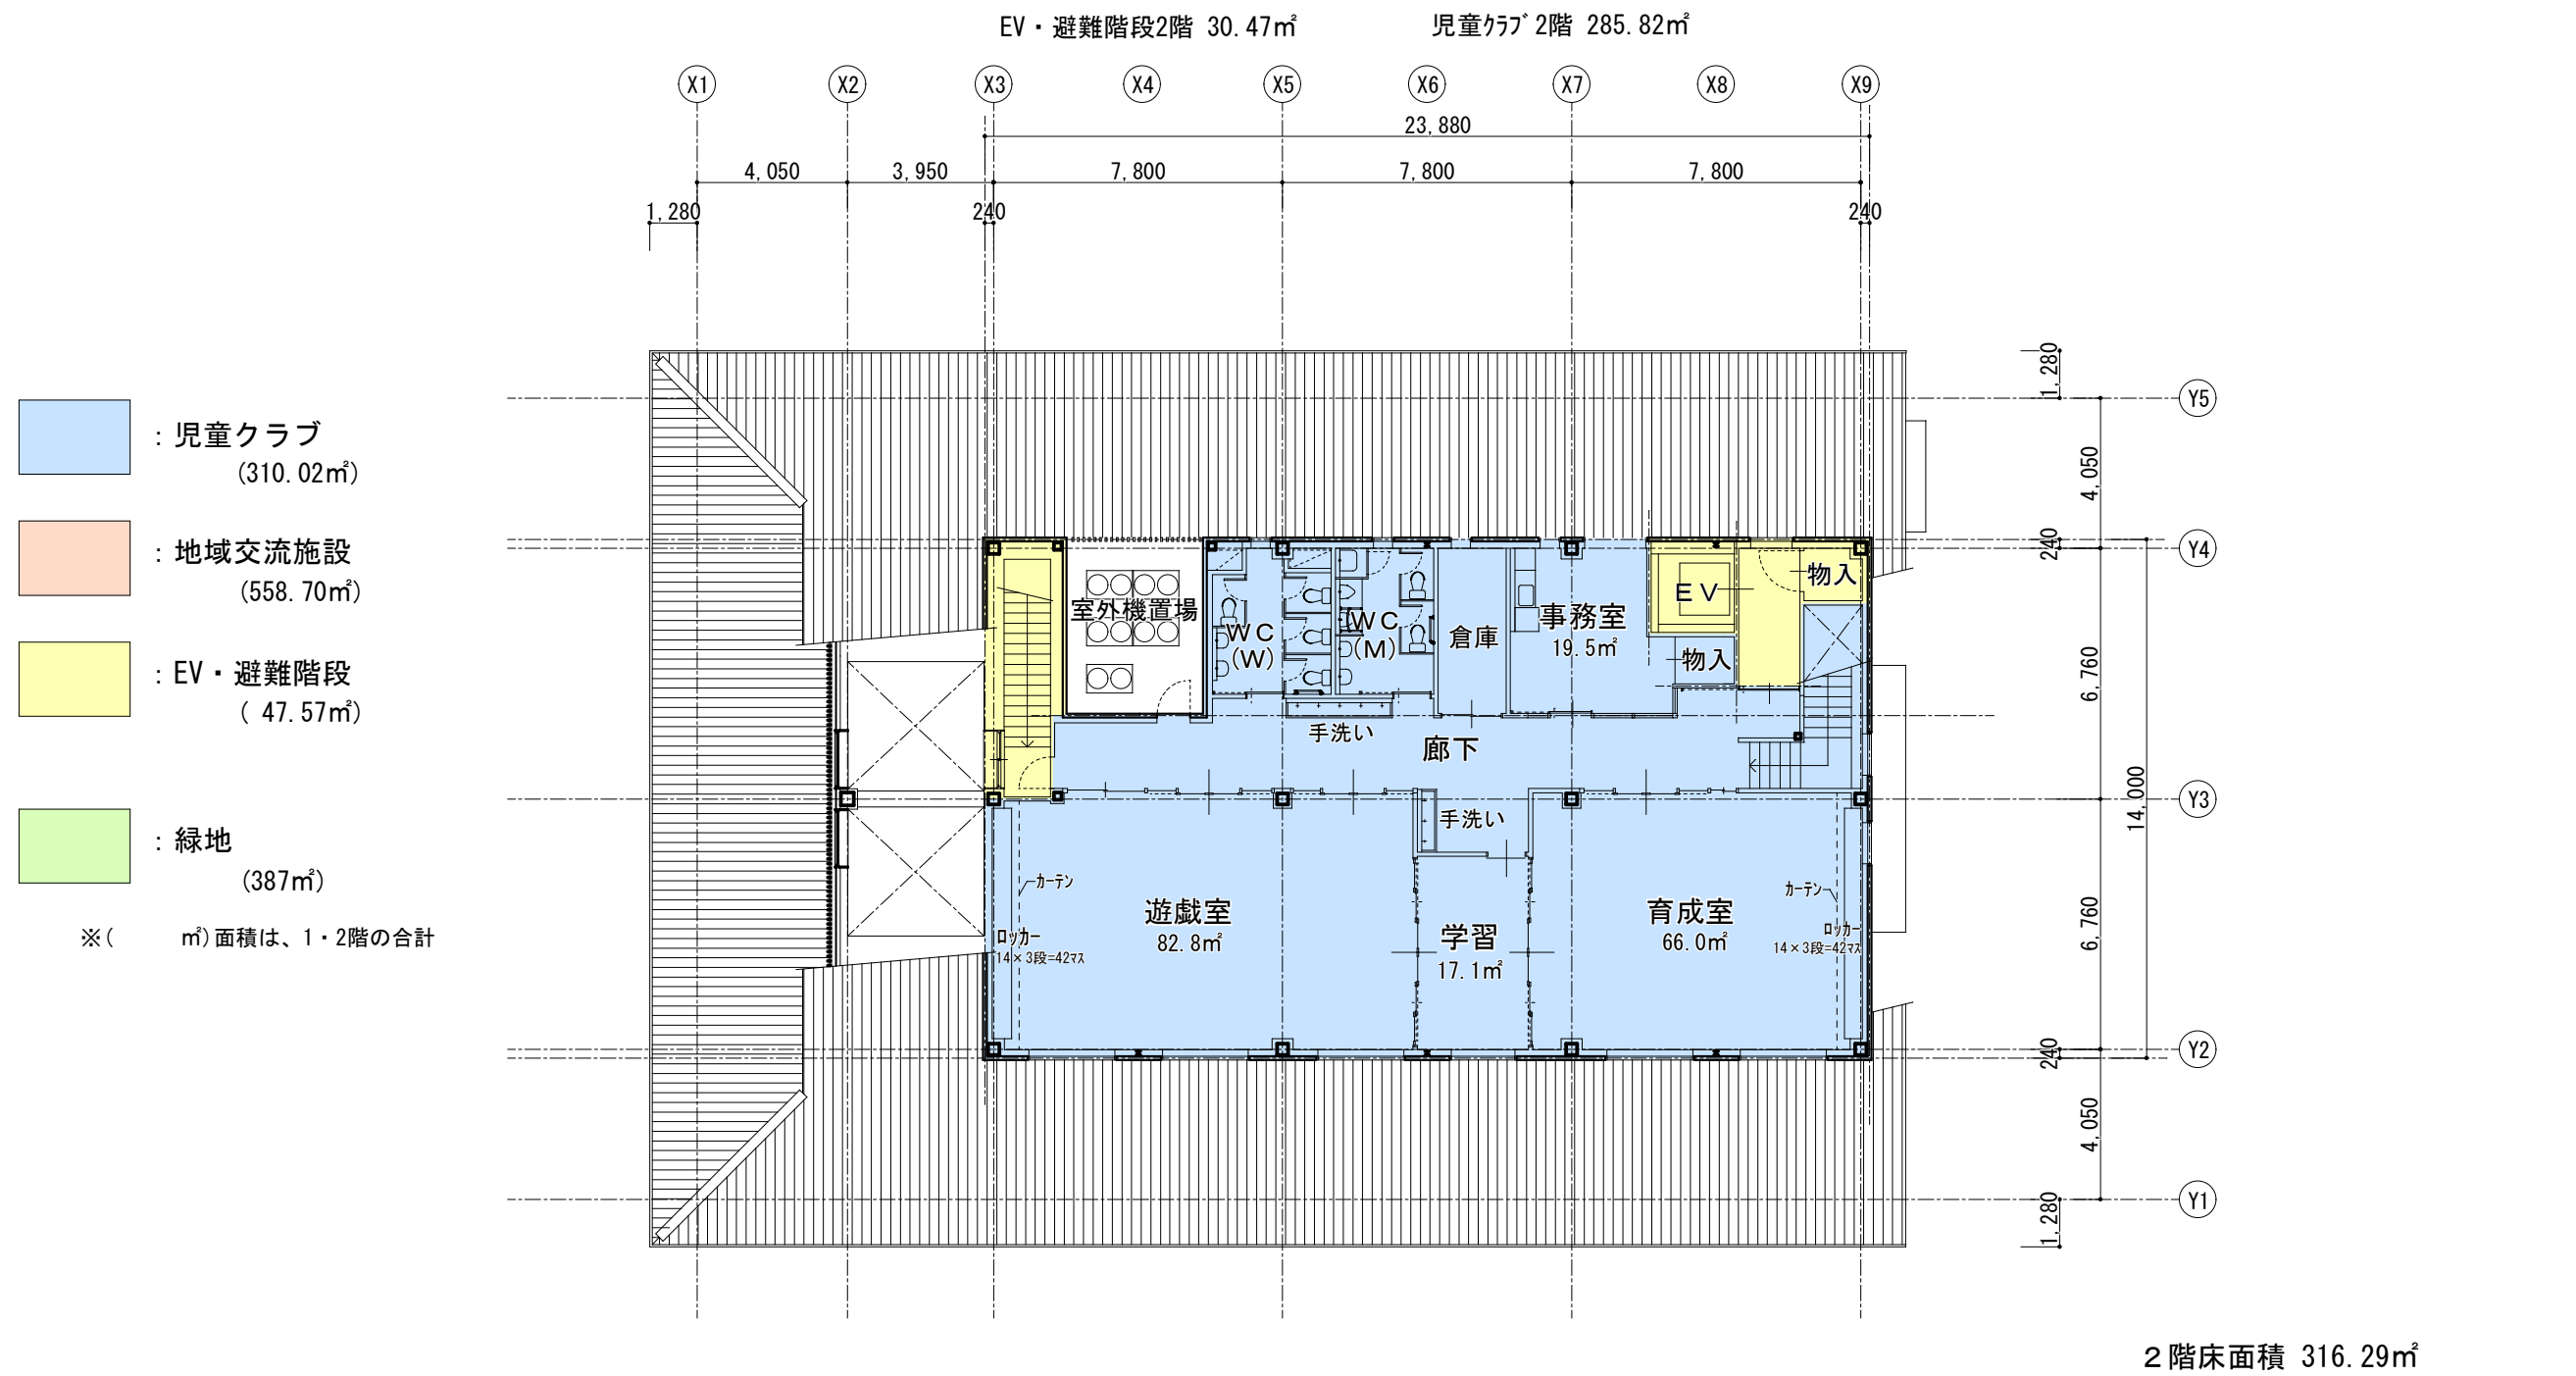 EV・避難階段2階 30.47㎡
児童ｸﾗﾌﾞ2階 285.82㎡
X1
X2
X3
X4
X5
X6
X7
X8
X9
23,880
4,050
3,950
7,800
7,800
7,800
1,280
240
240
：児童クラブ
(310.02㎡)
：地域交流施設
(558.70㎡)
：EV・避難階段
( 47.57㎡)
：緑地
(387㎡)
※(　　　㎡)面積は、1・2階の合計
室外機置場
WC
(W)
WC
(M)
倉庫
事務室
19.5㎡
EV
物入
物入
手洗い
廊下
手洗い
ｶｰﾃﾝ
ﾛｯｶｰ
14×3段=42ﾏｽ
遊戯室
82.8㎡
学習
17.1㎡
育成室
66.0㎡
ｶｰﾃﾝ
ﾛｯｶｰ
14×3段=42ﾏｽ
1,280
Y5
4,050
240
Y4
6,760
Y3
14,000
6,760
240
Y2
4,050
Y1
1,280
２階床面積 316.29㎡